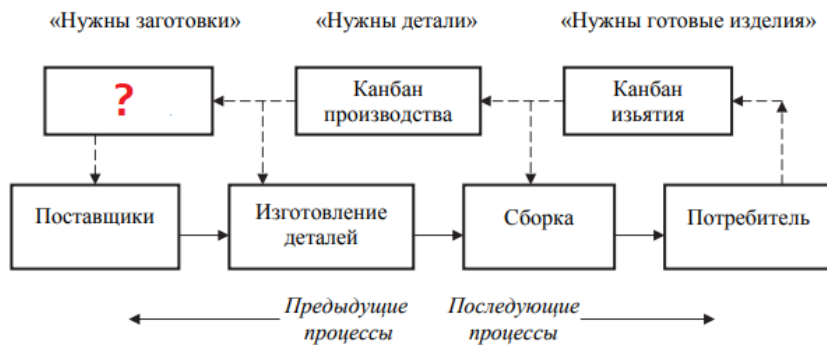 «Нужны заготовки»
«Нужны детали»
«Нужны готовые изделия»
?
Канбан
производства
Канбан
изьятия
Поставщики
Изготовление
деталей
Сборка
Потребитель
Предыдущие
процессы
Последующие
процессы